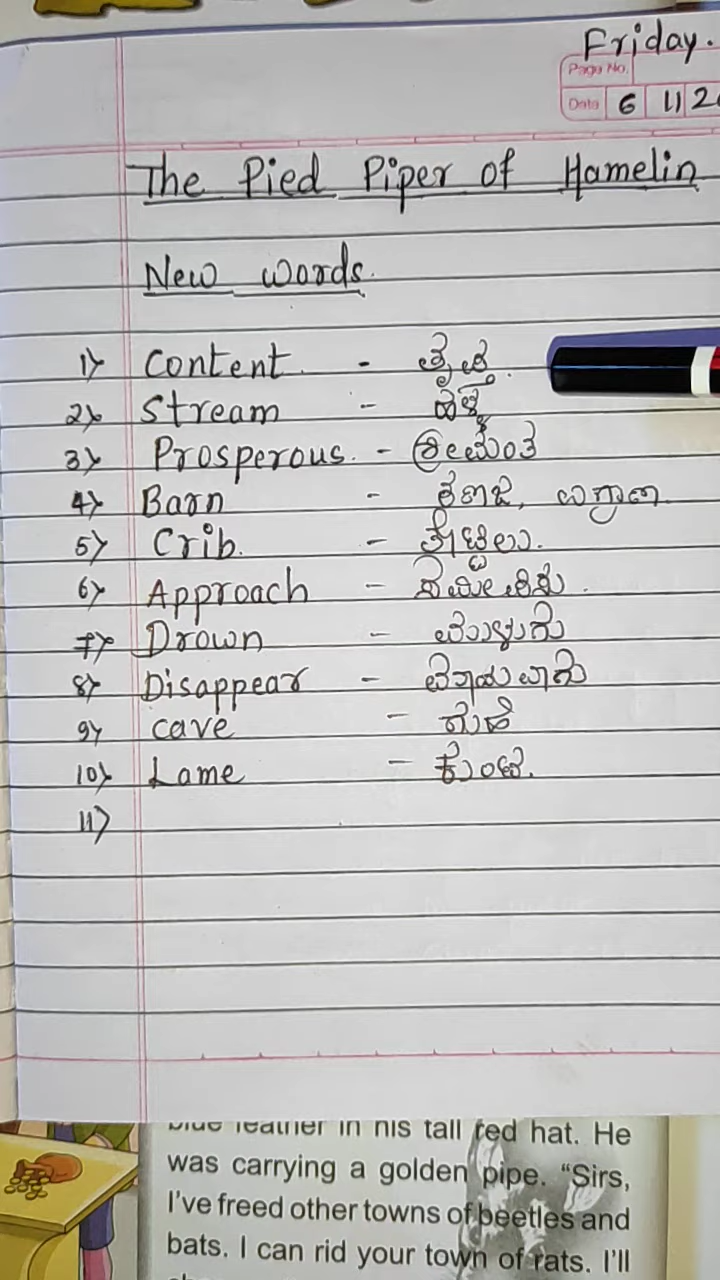 Friday.
Page No.
Date 6 11 2
The Pied Piper of Hamelin
New words.
1) Content - ತೃಪ್ತ.
2) Stream - ಹಳ್ಳ
3) Prosperous. - ಶ್ರೀಮಂತ
4) Barn - ಕಣಜ,
5) Crib. - ತೊಟ್ಟಿಲು.
6) Approach - ಸಮೀಪಿಸು.
7) Drown - ಮುಳುಗು
8) Disappear - ಮಾಯವಾಗು
9) cave - ಗುಹೆ
10) Lame - ಕುಂಟ.
11)
blue feather in his tall red hat. He
was carrying a golden pipe. “Sirs,
I've freed other towns of beetles and
bats. I can rid your town of rats. I'll